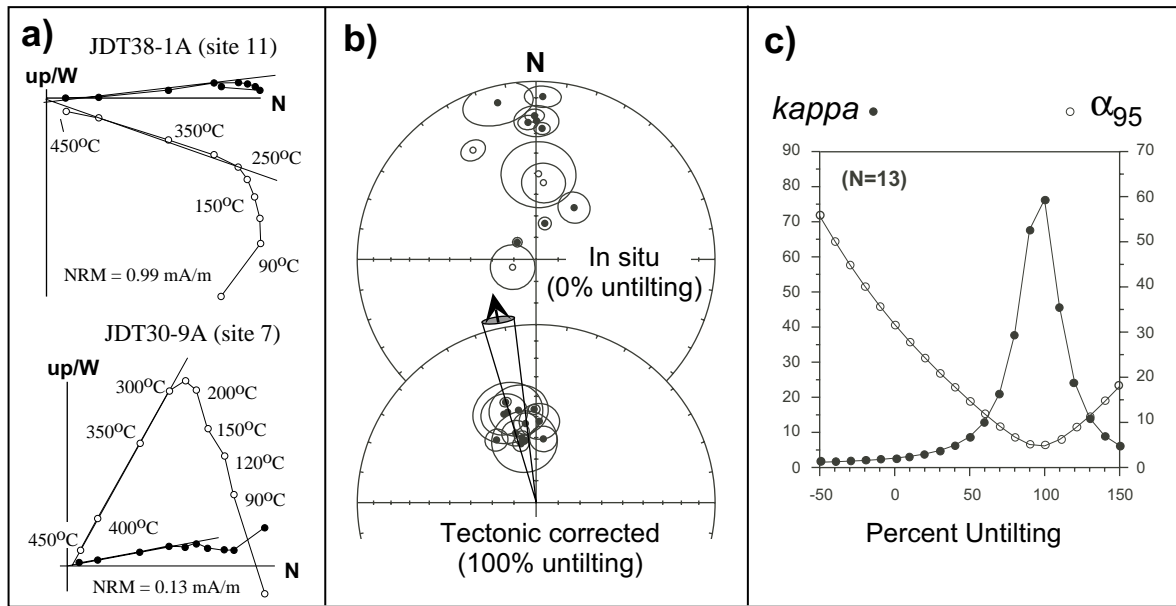 a)
JDT38-1A (site 11)
up/W
N
350°C
450°C
250°C
150°C
90°C
NRM = 0.99 mA/m
JDT30-9A (site 7)
up/W
300°C
200°C
350°C
150°C
120°C
400°C
90°C
450°C
N
NRM = 0.13 mA/m
b)
N
In situ
(0% untilting)
Tectonic corrected
(100% untilting)
c)
kappa
α95
90
80
70
60
50
40
30
20
10
0
(N=13)
70
60
50
40
30
20
10
0
-50
0
50
100
150
Percent Untilting